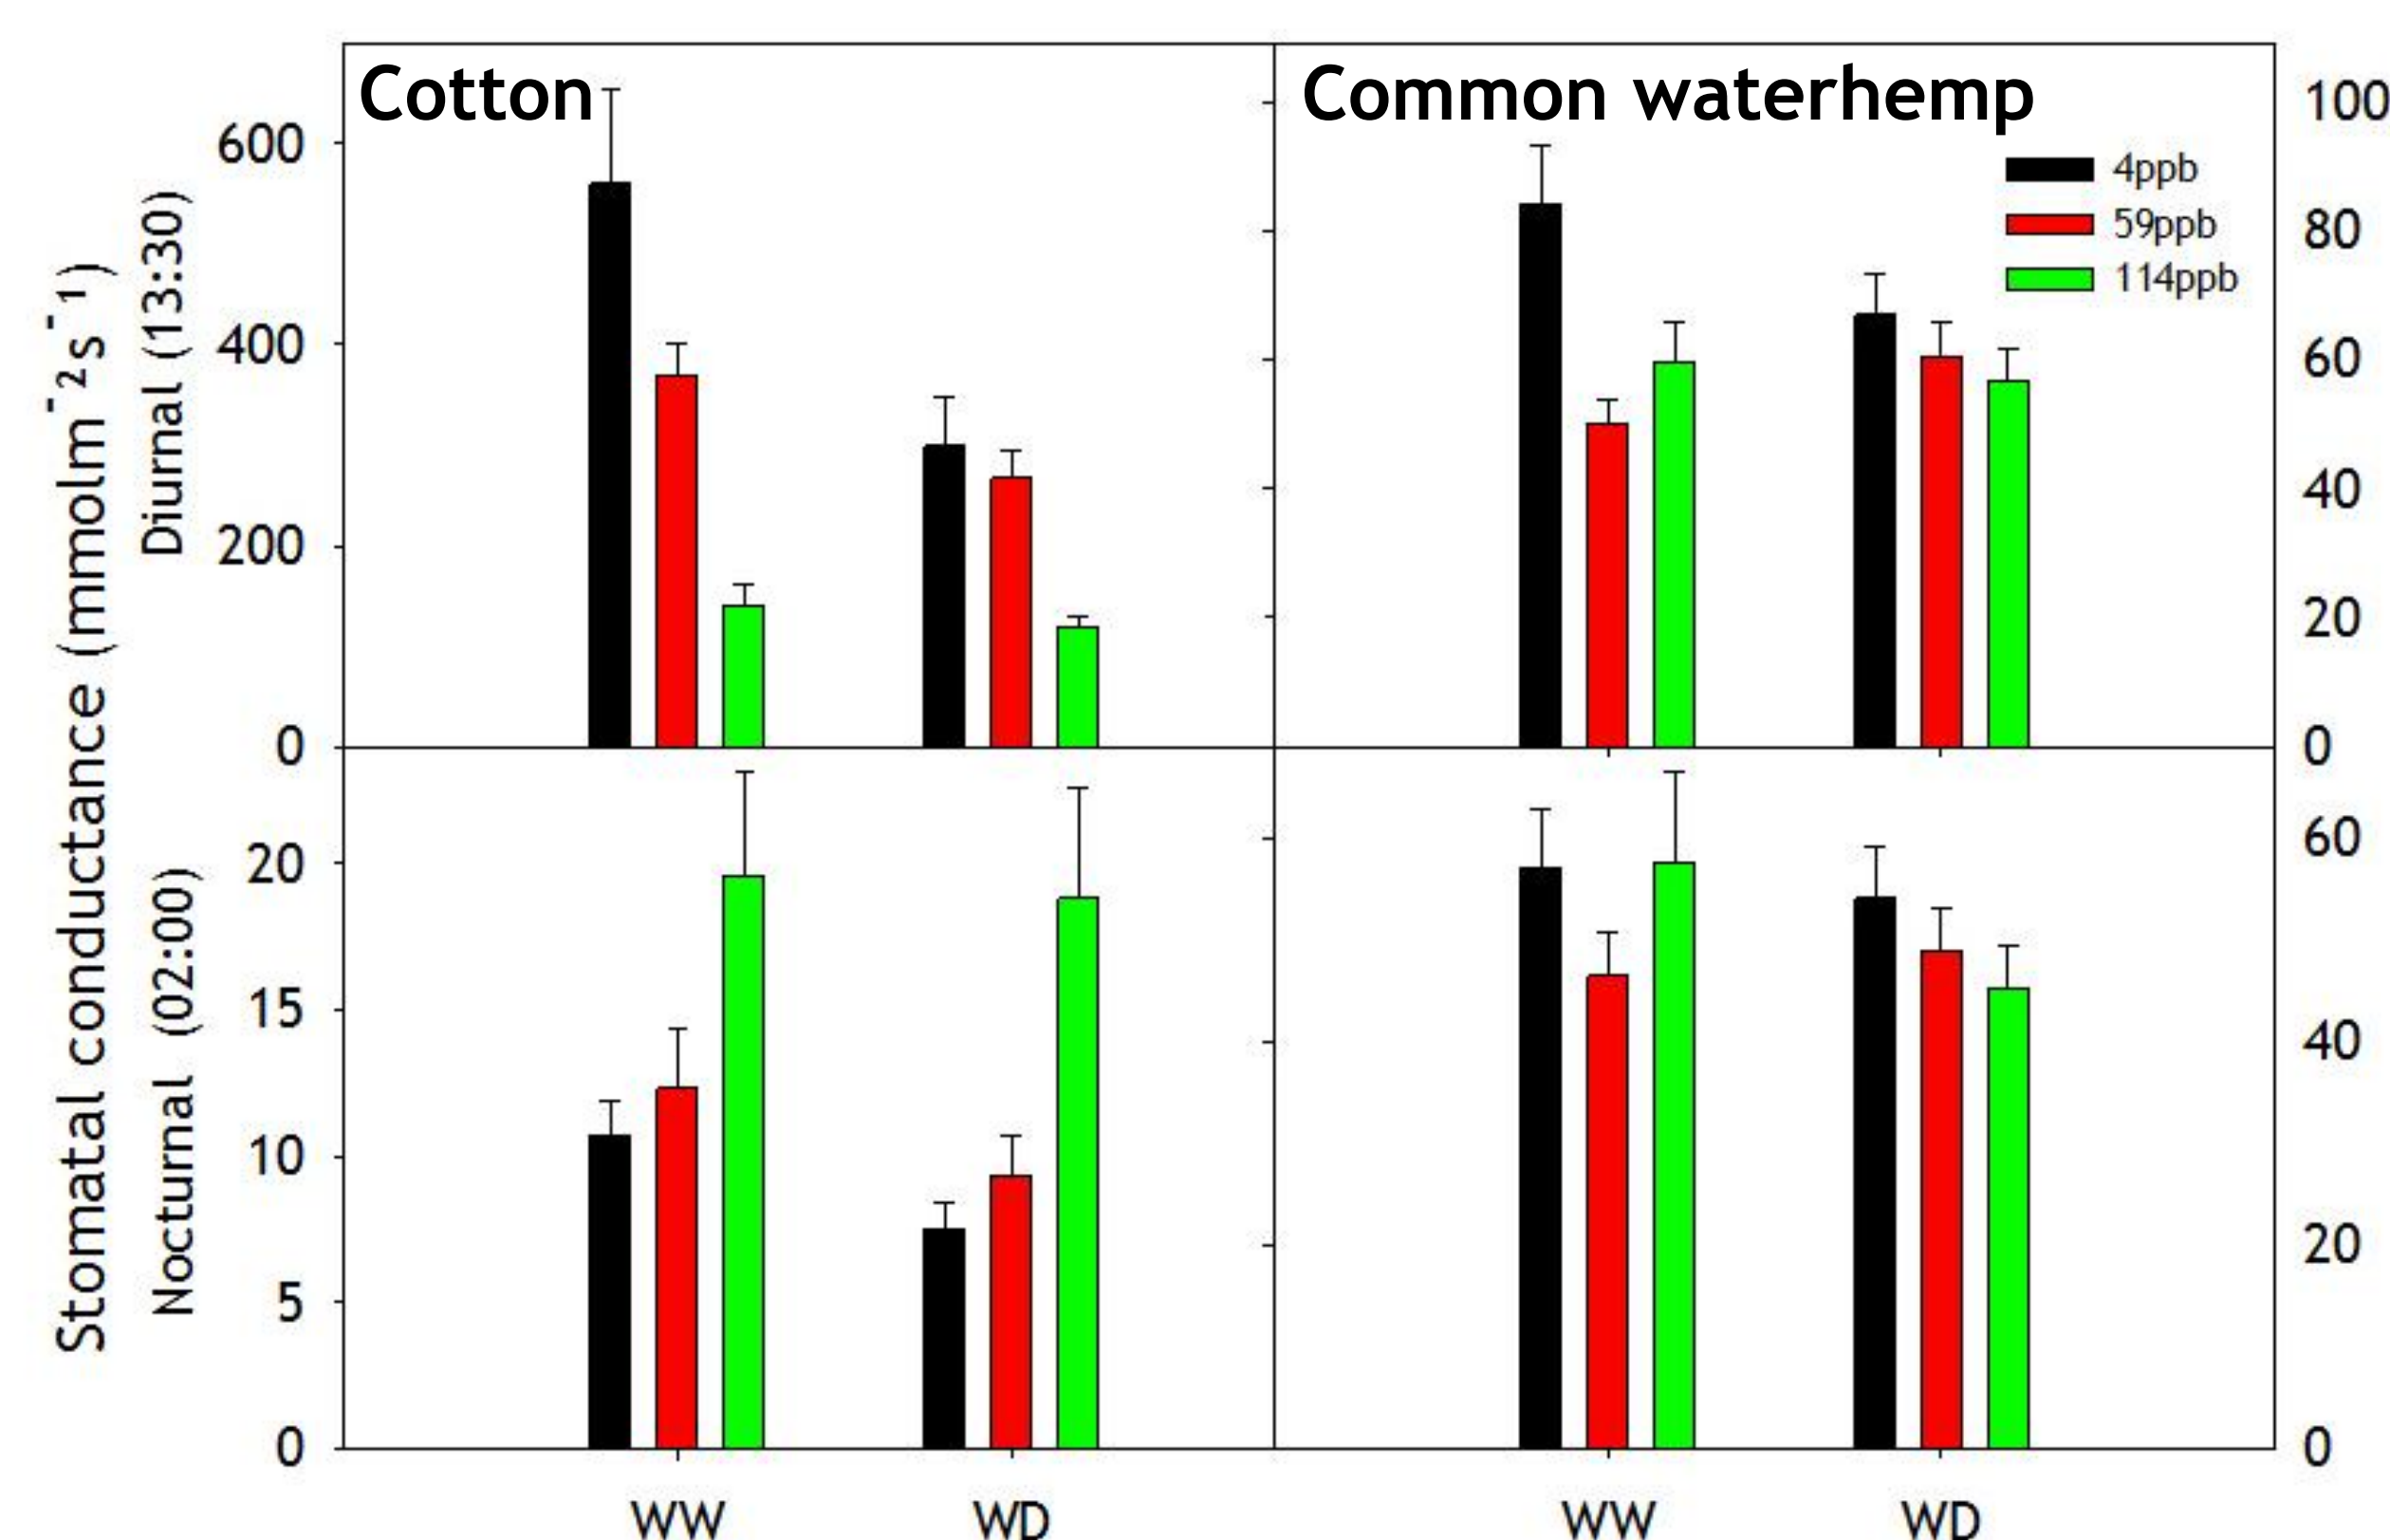 Cotton
Common waterhemp
4ppb
59ppb
114ppb
Stomatal conductance (mmolm⁻²s⁻¹)
Diurnal (13:30)
600
400
200
0
100
80
60
40
20
0
Nocturnal (02:00)
20
15
10
5
0
60
40
20
0
WW WD WW WD